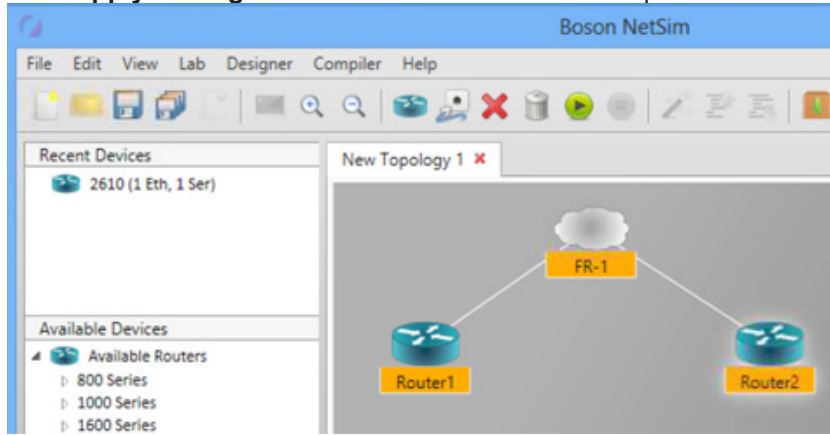 Boson NetSim
File Edit View Lab Designer Compiler Help
Recent Devices
2610 (1 Eth, 1 Ser)
New Topology 1
FR-1
Router1
Router2
Available Devices
Available Routers
800 Series
1000 Series
1600 Series